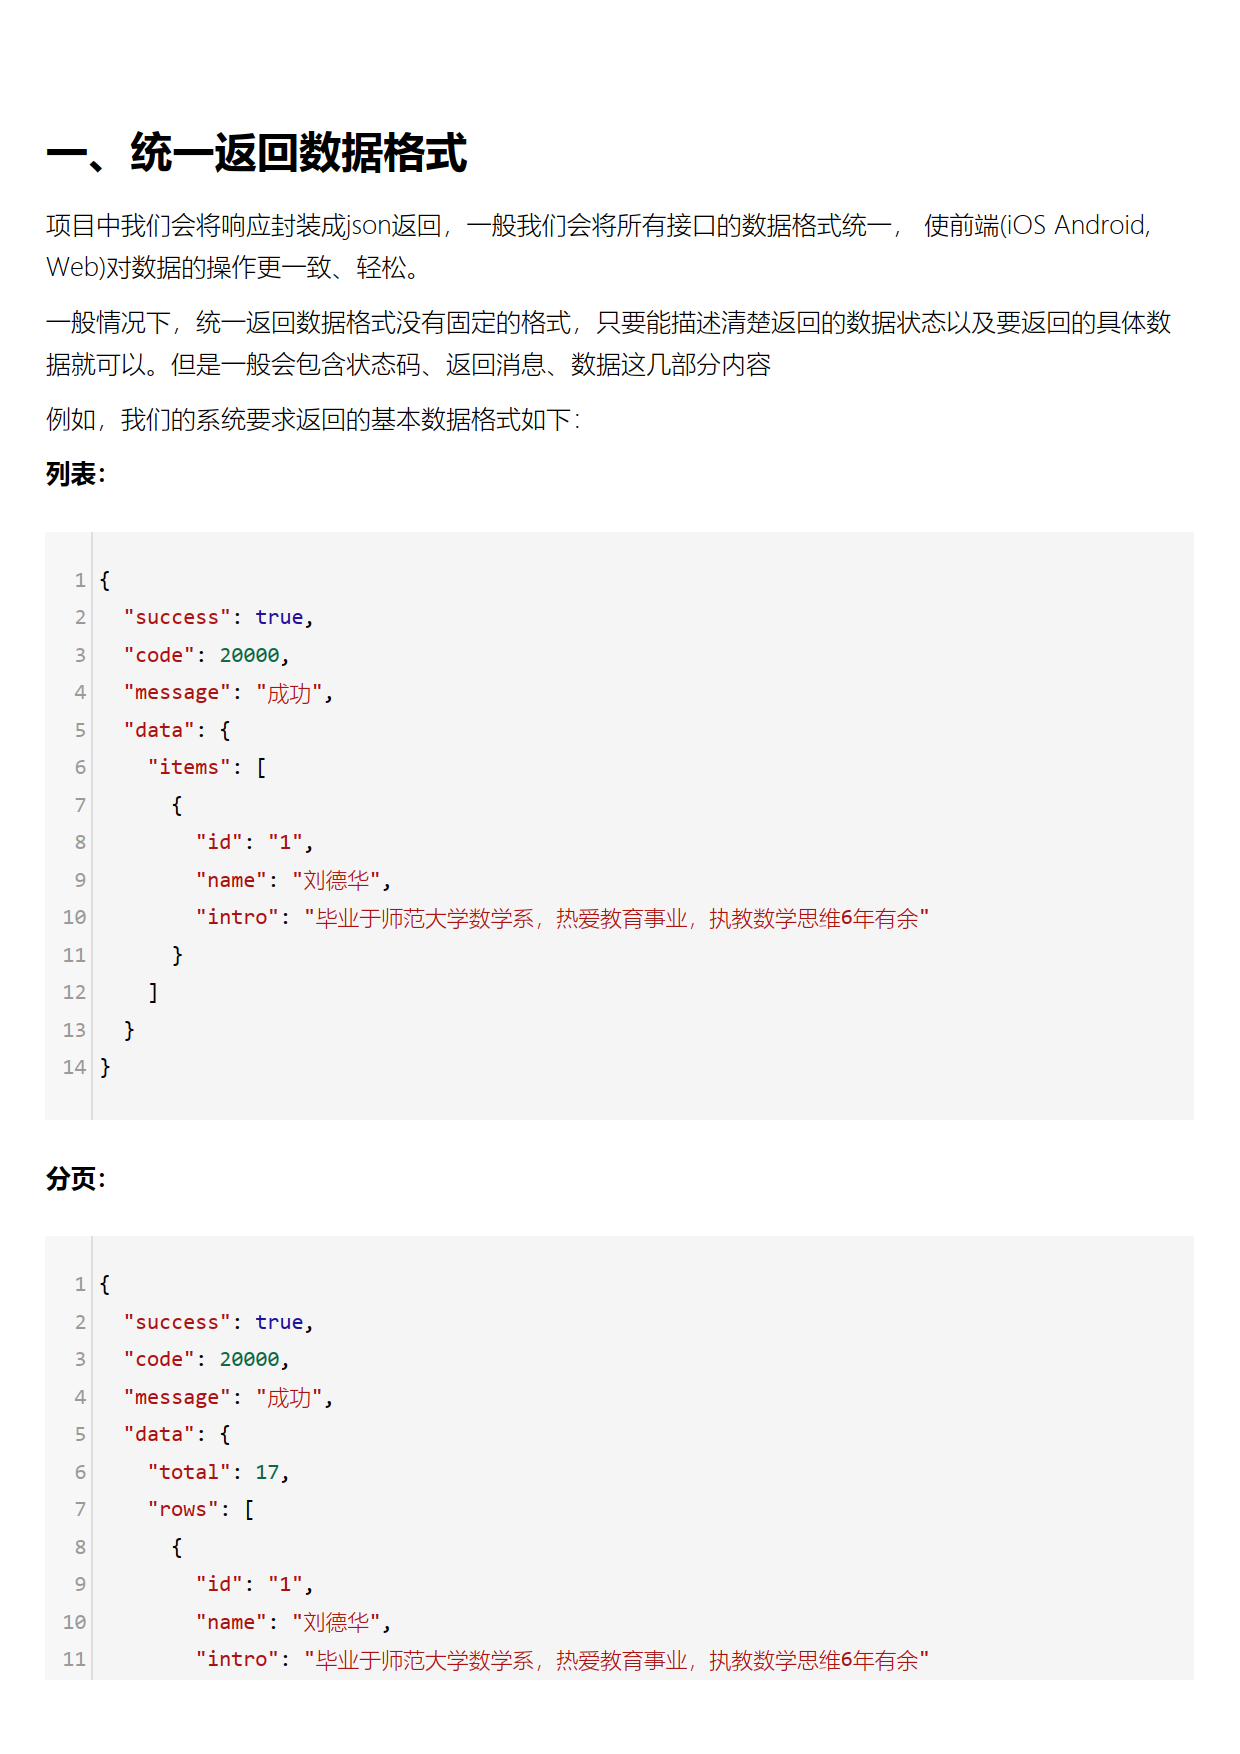 一、统一返回数据格式
项目中我们会将响应封装成json返回，一般我们会将所有接口的数据格式统一， 使前端(iOS Android,
Web)对数据的操作更一致、轻松。
一般情况下，统一返回数据格式没有固定的格式，只要能描述清楚返回的数据状态以及要返回的具体数
据就可以。但是一般会包含状态码、返回消息、数据这几部分内容
例如，我们的系统要求返回的基本数据格式如下：
列表：
1 {
2   "success": true,
3   "code": 20000,
4   "message": "成功",
5   "data": {
6     "items": [
7       {
8         "id": "1",
9         "name": "刘德华",
10         "intro": "毕业于师范大学数学系，热爱教育事业，执教数学思维6年有余"
11       }
12     ]
13   }
14 }
分页：
1 {
2   "success": true,
3   "code": 20000,
4   "message": "成功",
5   "data": {
6     "total": 17,
7     "rows": [
8       {
9         "id": "1",
10         "name": "刘德华",
11         "intro": "毕业于师范大学数学系，热爱教育事业，执教数学思维6年有余"